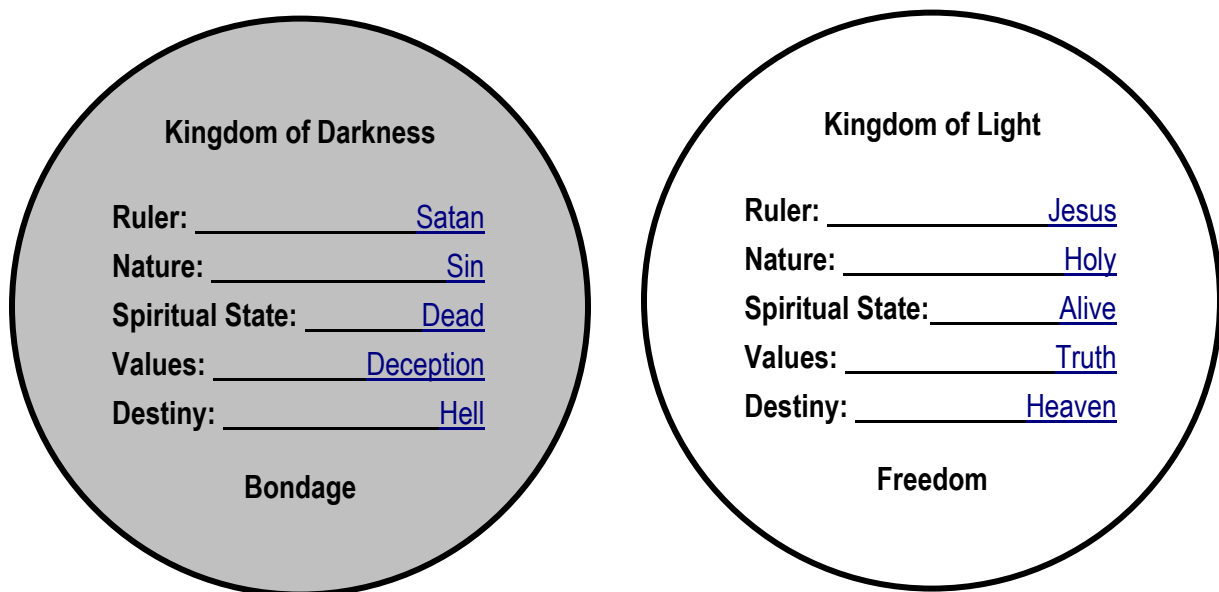 Kingdom of Darkness
Ruler: Satan
Nature: Sin
Spiritual State: Dead
Values: Deception
Destiny: Hell
Bondage
Kingdom of Light
Ruler: Jesus
Nature: Holy
Spiritual State: Alive
Values: Truth
Destiny: Heaven
Freedom